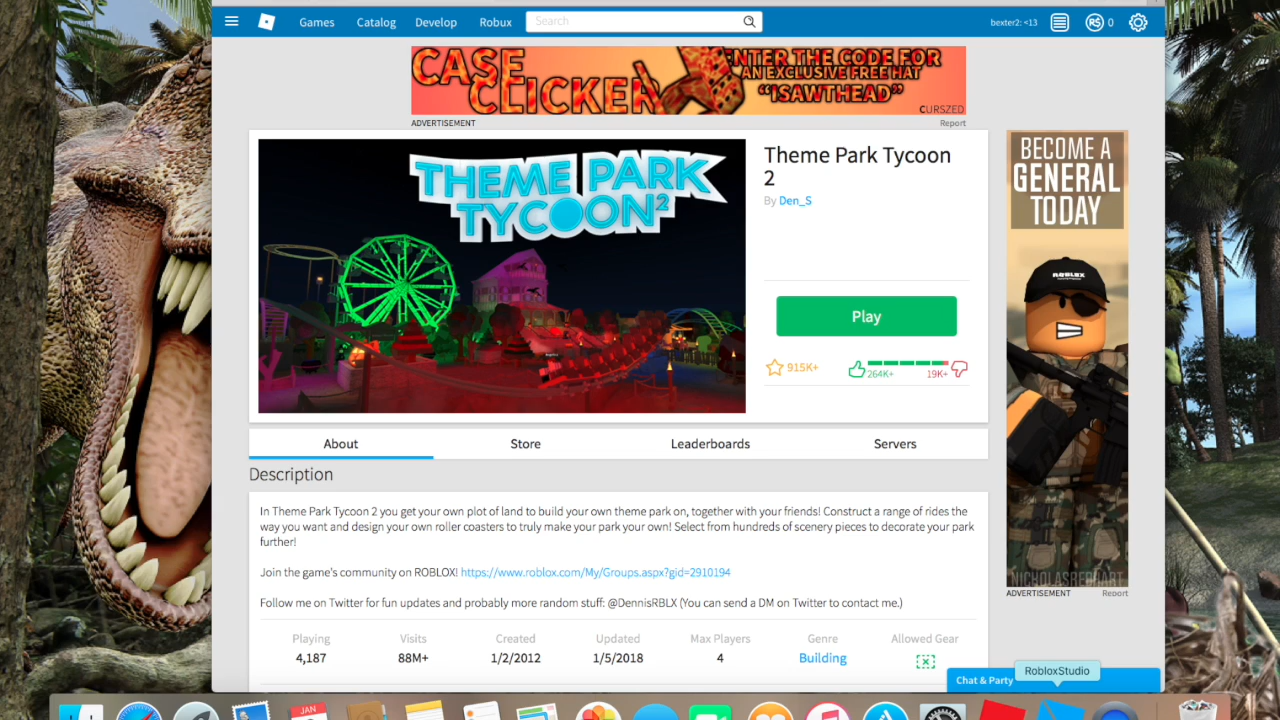 Games Catalog Develop Robux Search bexter2: <13 R$ 0
CASE
CLICKER
ENTER THE CODE FOR
AN EXCLUSIVE FREE HAT
“ISAWTHEAD”
CURSZED
ADVERTISEMENT Report
THEME PARK
TYCOON 2
Theme Park Tycoon
2
By Den_S
Play
915K+ 264K+ 19K+
BECOME A
GENERAL
TODAY
ROBLOX
ADVERTISEMENT Report
About Store Leaderboards Servers
Description
In Theme Park Tycoon 2 you get your own plot of land to build your own theme park on, together with your friends! Construct a range of rides the
way you want and design your own roller coasters to truly make your park your own! Select from hundreds of scenery pieces to decorate your park
further!
Join the game's community on ROBLOX! https://www.roblox.com/My/Groups.aspx?gid=2910194
Follow me on Twitter for fun updates and probably more random stuff: @DennisRBLX (You can send a DM on Twitter to contact me.)
Playing Visits Created Updated Max Players Genre Allowed Gear
4,187 88M+ 1/2/2012 1/5/2018 4 Building
Chat & Party
RobloxStudio
JAN